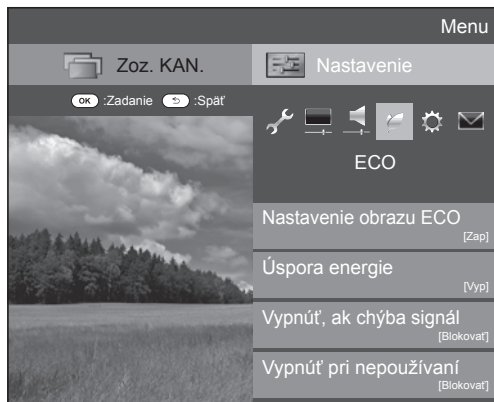 Menu
Zoz. KAN.
Nastavenie
OK :Zadanie :Späť
ECO
Nastavenie obrazu ECO
[Zap]
Úspora energie
[Vyp]
Vypnúť, ak chýba signál
[Blokovať]
Vypnúť pri nepoužívaní
[Blokovať]